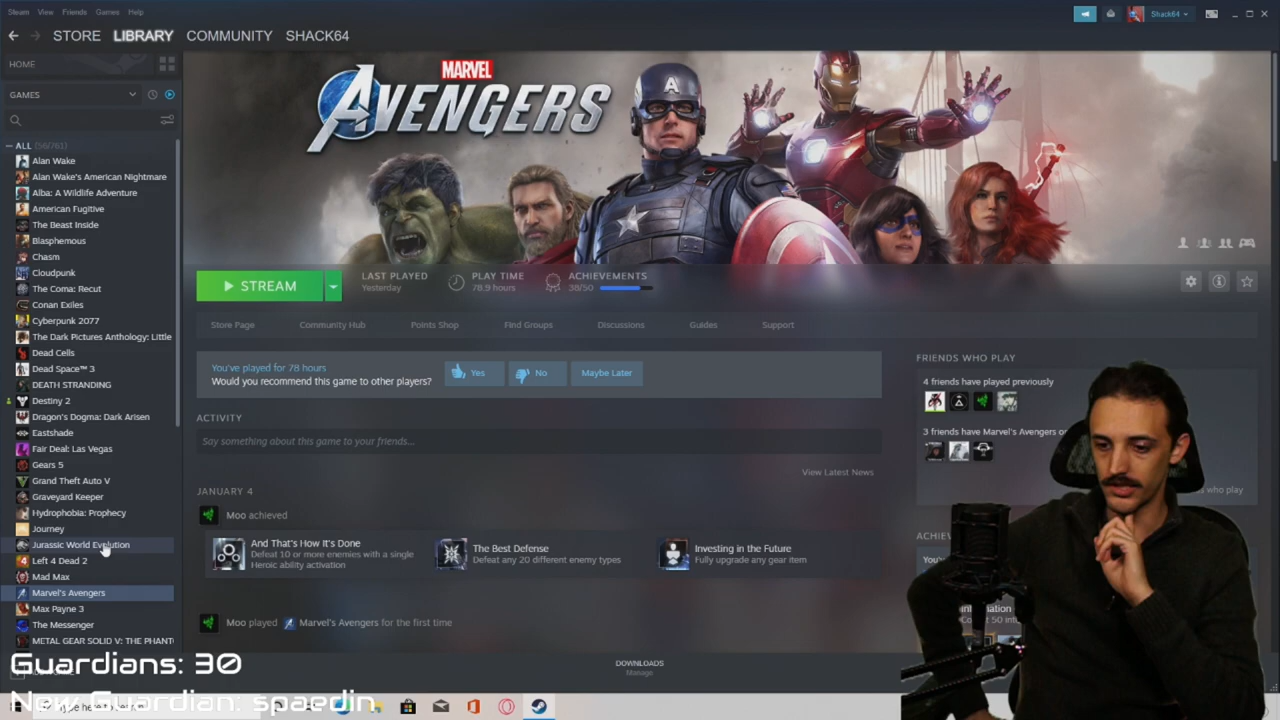 Steam View Friends Games Help
Shack64
STORE LIBRARY COMMUNITY SHACK64
HOME
GAMES
ALL (56/761)
Alan Wake
Alan Wake's American Nightmare
Alba: A Wildlife Adventure
American Fugitive
The Beast Inside
Blasphemous
Chasm
Cloudpunk
The Coma: Recut
Conan Exiles
Cyberpunk 2077
The Dark Pictures Anthology: Little
Dead Cells
Dead Space™ 3
DEATH STRANDING
Destiny 2
Dragon's Dogma: Dark Arisen
Eastshade
Fair Deal: Las Vegas
Gears 5
Grand Theft Auto V
Graveyard Keeper
Hydrophobia: Prophecy
Journey
Jurassic World Evolution
Left 4 Dead 2
Mad Max
Marvel's Avengers
Max Payne 3
The Messenger
METAL GEAR SOLID V: THE PHANT
MARVEL
AVENGERS
STREAM
LAST PLAYED
Yesterday
PLAY TIME
78.9 hours
ACHIEVEMENTS
38/50
Store Page Community Hub Points Shop Find Groups Discussions Guides Support
You've played for 78 hours
Would you recommend this game to other players?
Yes No Maybe Later
ACTIVITY
Say something about this game to your friends...
View Latest News
JANUARY 4
Moo achieved
And That's How It's Done
Defeat 10 or more enemies with a single
Heroic ability activation
The Best Defense
Defeat any 20 different enemy types
Investing in the Future
Fully upgrade any gear item
Moo played Marvel's Avengers for the first time
FRIENDS WHO PLAY
4 friends have played previously
3 friends have Marvel's Avengers
who play
DOWNLOADS
Manage
Guardians: 30
New Guardian: spaedin